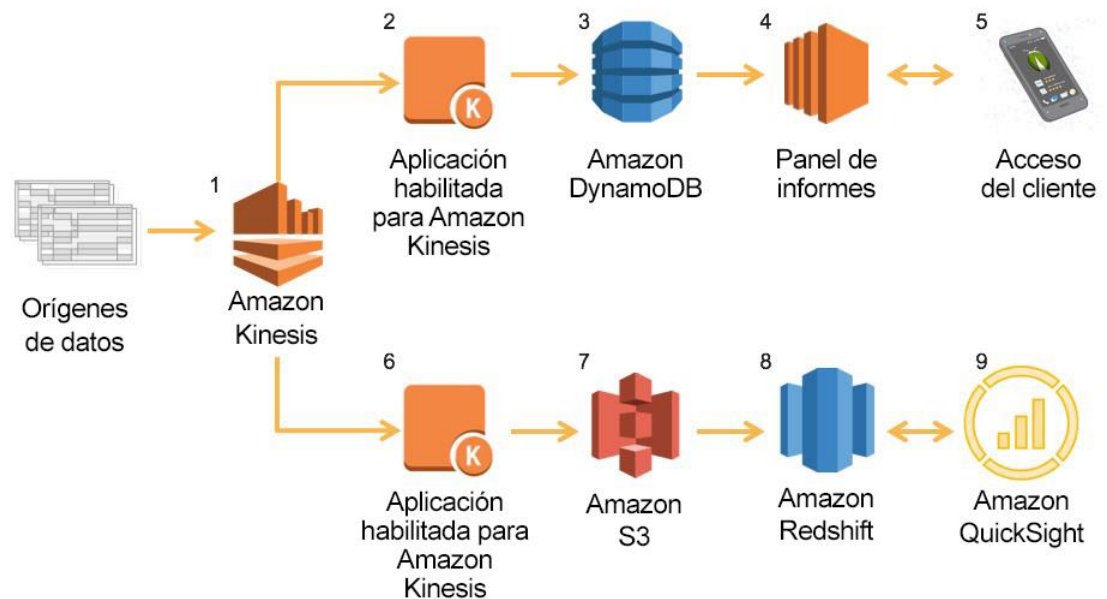 2
3
4
5
Aplicación
habilitada
para Amazon
Kinesis
Amazon
DynamoDB
Panel de
informes
Acceso
del cliente
Orígenes
de datos
1
Amazon
Kinesis
6
7
8
9
Aplicación
habilitada para
Amazon
Kinesis
Amazon
S3
Amazon
Redshift
Amazon
QuickSight
K
K